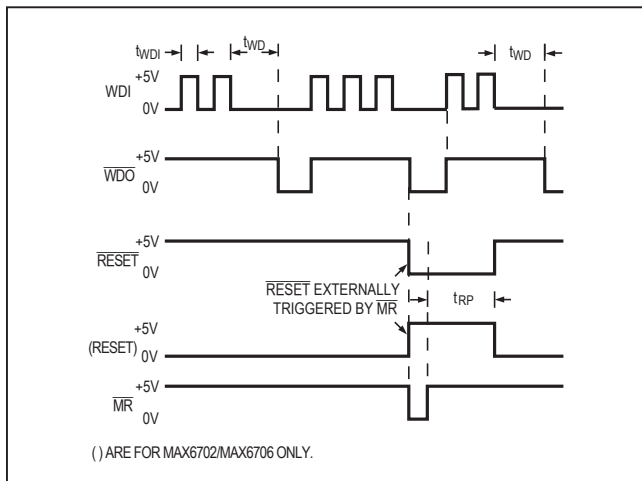 tWDI
tWD
tWD
+5V
WDI
0V
+5V
WDO
0V
+5V
RESET
0V
RESET EXTERNALLY
TRIGGERED BY MR
tRP
+5V
(RESET)
0V
+5V
MR
0V
( ) ARE FOR MAX6702/MAX6706 ONLY.